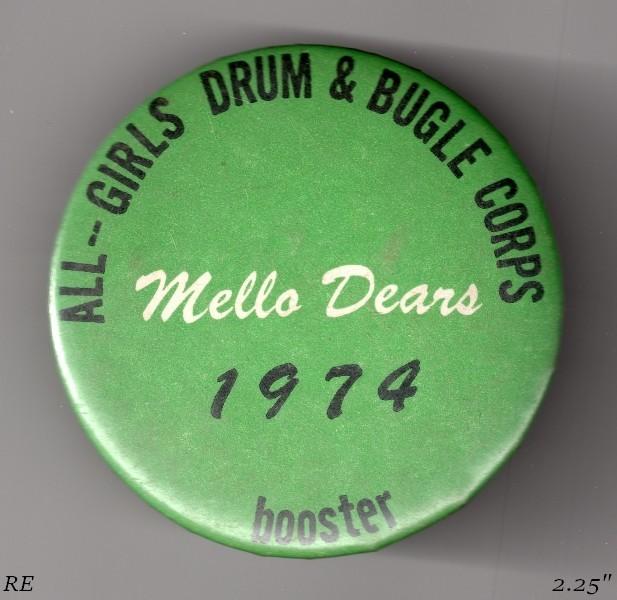 ALL--GIRLS DRUM & BUGLE CORPS
Mello Dears
1974
booster
RE
2.25"